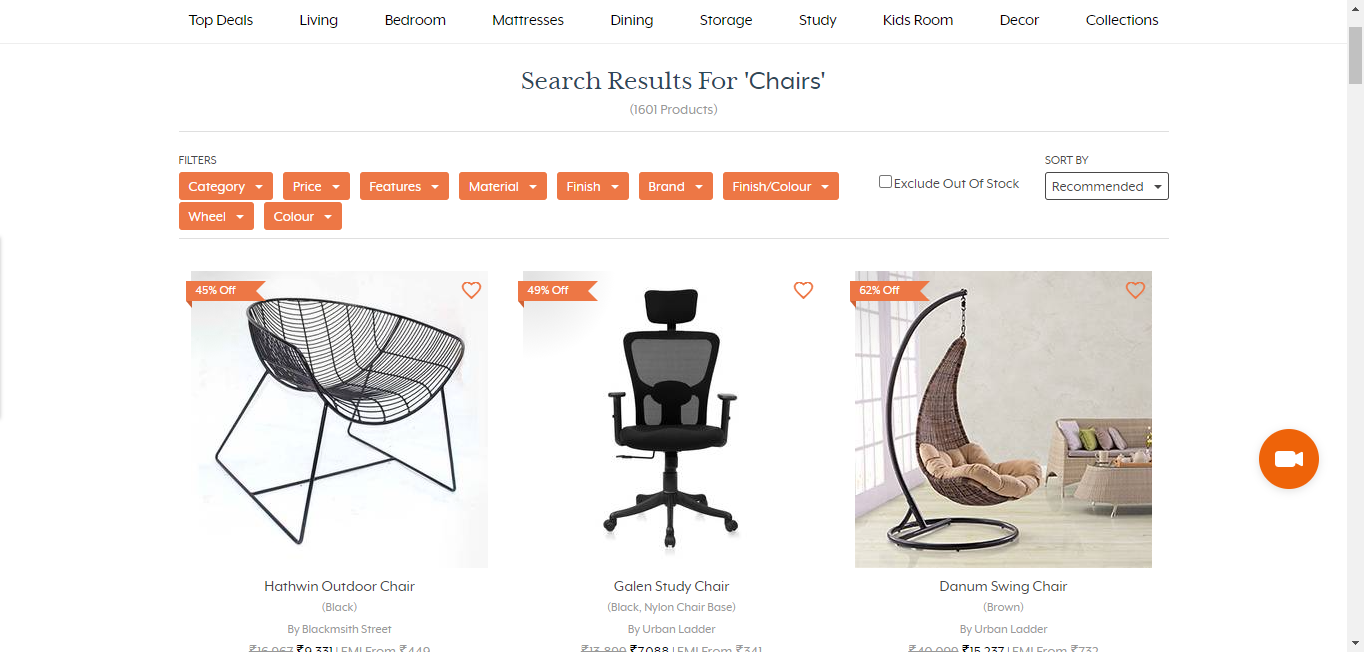 Top Deals Living Bedroom Mattresses Dining Storage Study Kids Room Decor Collections
Search Results For 'Chairs'
(1601 Products)
FILTERS
SORT BY
Category Price Features Material Finish Brand Finish/Colour
Exclude Out Of Stock
Recommended
Wheel Colour
45% Off
49% Off
62% Off
Hathwin Outdoor Chair
(Black)
By Blackmsith Street
₹16,967 ₹9,331 | EMI From ₹449
Galen Study Chair
(Black, Nylon Chair Base)
By Urban Ladder
₹13,899 ₹7,088 | EMI From ₹341
Danum Swing Chair
(Brown)
By Urban Ladder
₹40,099 ₹15,237 | EMI From ₹732